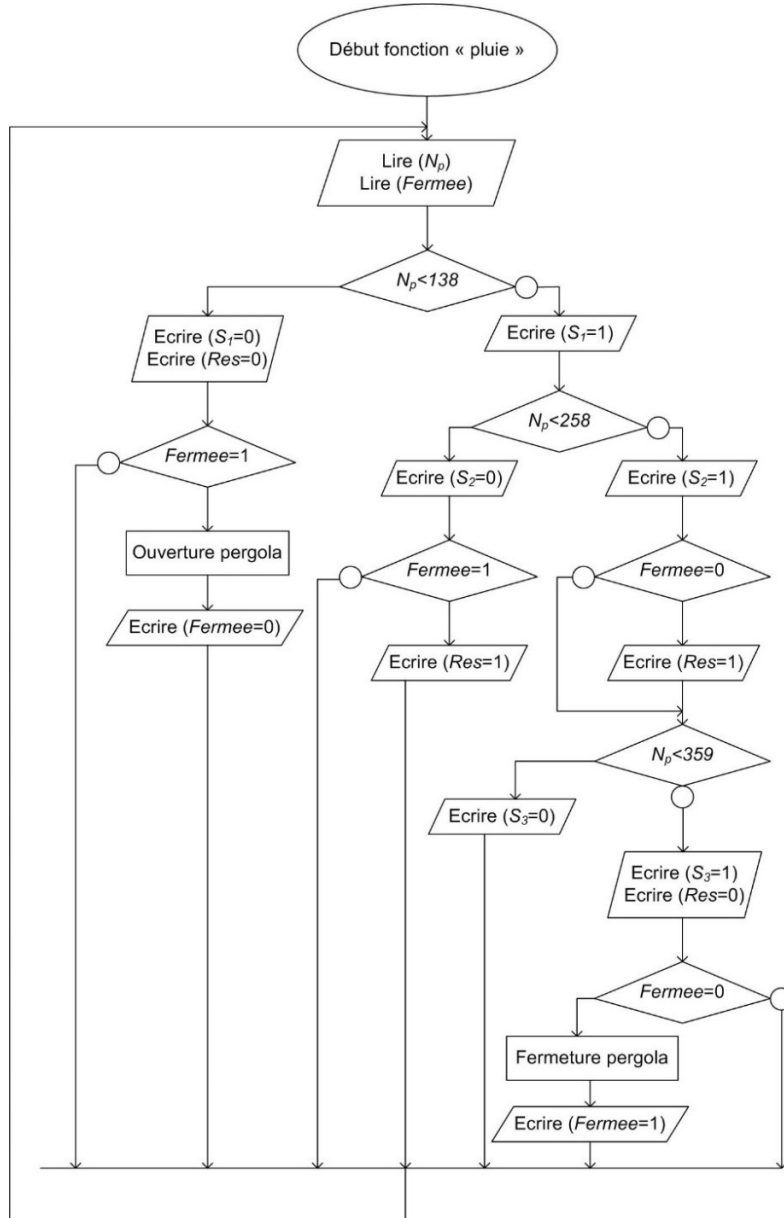 Début fonction « pluie »
Lire (Nₚ)
Lire (Fermee)
Nₚ<138
Ecrire (S₁=0)
Ecrire (Res=0)
Ecrire (S₁=1)
Nₚ<258
Fermee=1
Ecrire (S₂=0)
Ecrire (S₂=1)
Ouverture pergola
Fermee=1
Fermee=0
Ecrire (Fermee=0)
Ecrire (Res=1)
Ecrire (Res=1)
Nₚ<359
Ecrire (S₃=0)
Ecrire (S₃=1)
Ecrire (Res=0)
Fermee=0
Fermeture pergola
Ecrire (Fermee=1)